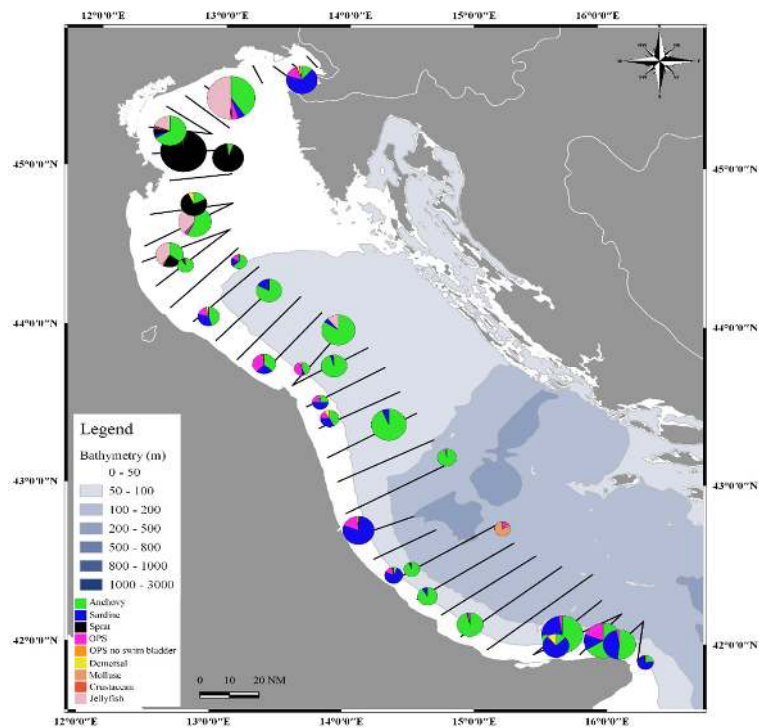 12°0'0"E 13°0'0"E 14°0'0"E 15°0'0"E 16°0'0"E
45°0'0"N 45°0'0"N
44°0'0"N 44°0'0"N
43°0'0"N 43°0'0"N
42°0'0"N 42°0'0"N
Legend
Bathymetry (m)
0 - 50
50 - 100
100 - 200
200 - 500
500 - 800
800 - 1000
1000 - 3000
Anchovy
Sardine
Sprat
OPS
OPS no swim bladder
Demersal
Mollusc
Crustacean
Jellyfish
0 10 20 NM
12°0'0"E 13°0'0"E 14°0'0"E 15°0'0"E 16°0'0"E